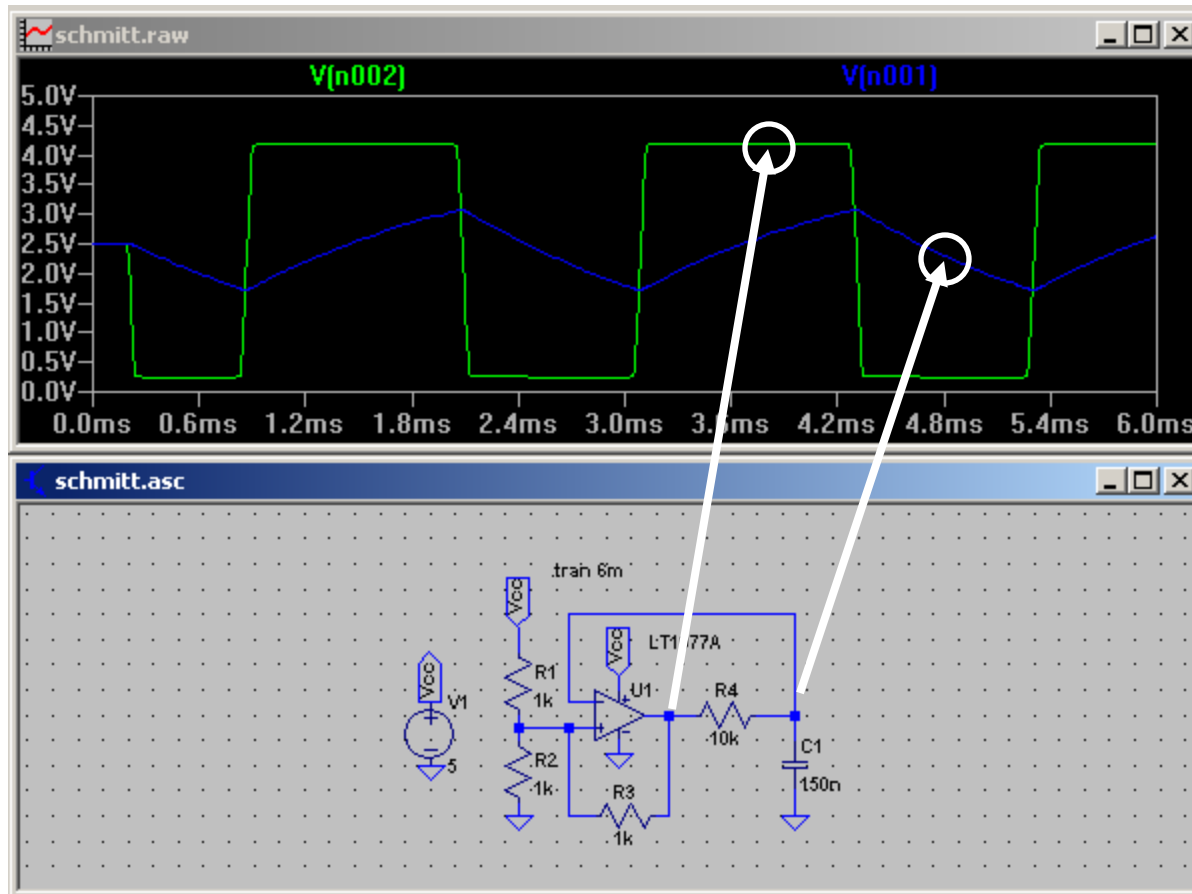 schmitt.raw
V(n002) V(n001)
5.0V
4.5V
4.0V
3.5V
3.0V
2.5V
2.0V
1.5V
1.0V
0.5V
0.0V
0.0ms 0.6ms 1.2ms 1.8ms 2.4ms 3.0ms 4.2ms 4.8ms 5.4ms 6.0ms
schmitt.asc
.tran 6m
Vcc
Vcc
LT1077A
Vcc
R1
1k
U1
R4
10k
V1
5
R2
1k
R3
1k
C1
150n